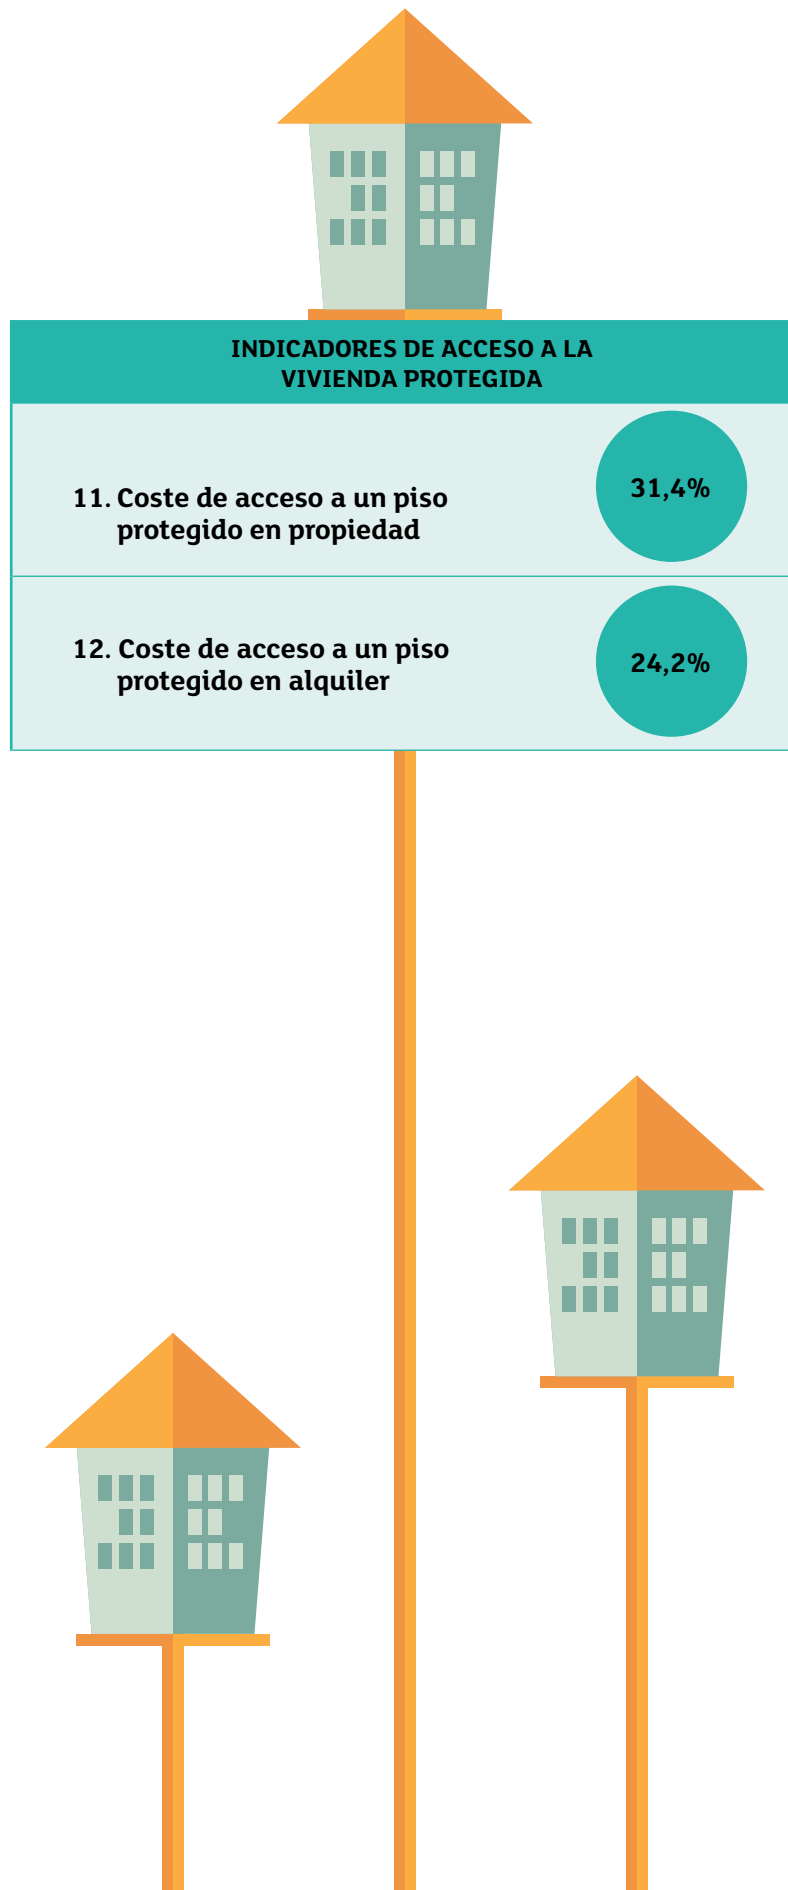 INDICADORES DE ACCESO A LA
VIVIENDA PROTEGIDA
11. Coste de acceso a un piso
protegido en propiedad
31,4%
12. Coste de acceso a un piso
protegido en alquiler
24,2%